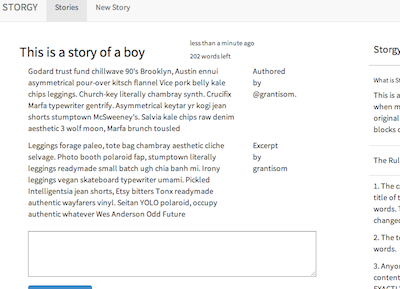 STORGY Stories New Story
This is a story of a boy
less than a minute ago
202 words left
Godard trust fund chillwave 90's Brooklyn, Austin ennui
asymmetrical pour-over kitsch flannel Vice pork belly kale
chips leggings. Church-key literally chambray synth. Crucifix
Marfa typewriter gentrify. Asymmetrical keytar yr kogi jean
shorts stumptown McSweeney's. Salvia kale chips raw denim
aesthetic 3 wolf moon, Marfa brunch tousled
Authored
by
@grantisom.
Leggings forage paleo, tote bag chambray aesthetic cliche
selvage. Photo booth polaroid fap, stumptown literally
leggings readymade small batch ugh chia banh mi. Irony
leggings vegan skateboard typewriter umami. Pickled
Intelligentsia jean shorts, Etsy bitters Tonx readymade
authentic wayfarers vinyl. Seitan YOLO polaroid, occupy
authentic whatever Wes Anderson Odd Future
Excerpt
by
grantisom
Storgy
What is St
This is a
when m
original
blocks o
The Rul
1. The c
title of t
words. T
change
2. The t
words.
3. Anyo
content
EXACTLY